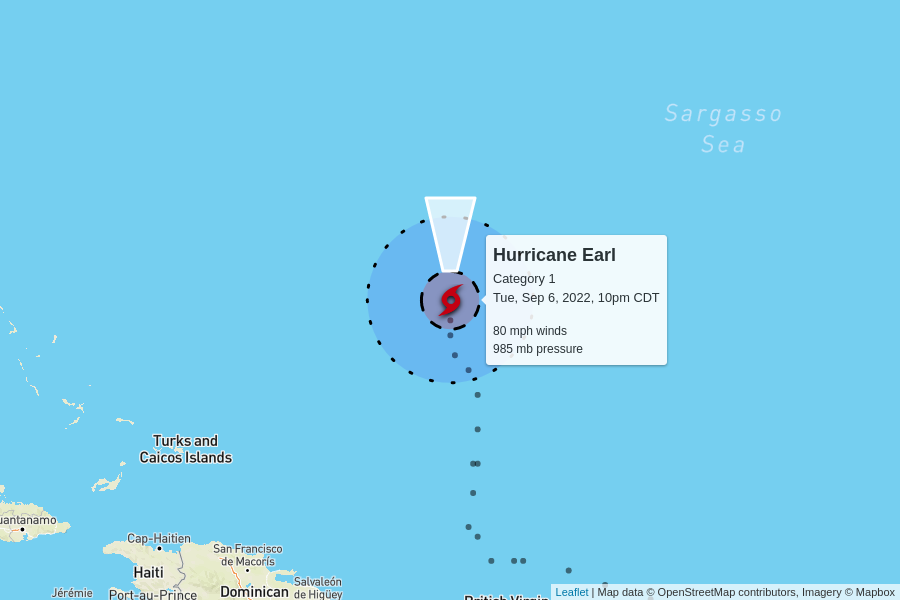 Sargasso
Sea
Hurricane Earl
Category 1
Tue, Sep 6, 2022, 10pm CDT
80 mph winds
985 mb pressure
Turks and
Caicos Islands
uantanamo
Cap-Haitien
San Francisco
de Macorís
Haiti
Salvaleón
de Higüey
Jérémie
Port-au-Prince
Dominican
British Virgin
Leaflet | Map data © OpenStreetMap contributors, Imagery © Mapbox